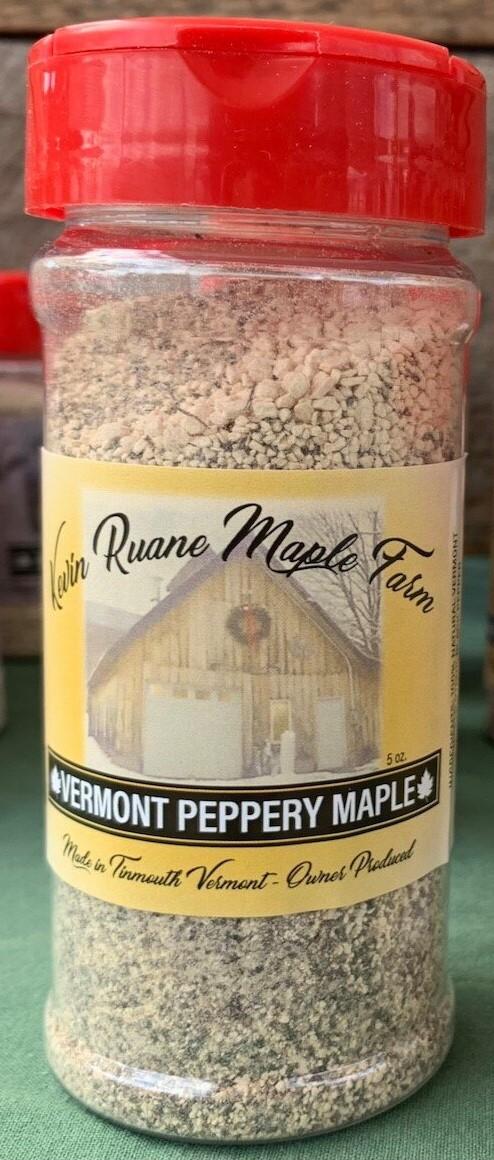 Kevin Ruane Maple Farm
5 oz.
VERMONT PEPPERY MAPLE
Made in Tinmouth Vermont - Owner Produced
INGREDIENTS: 100% NATURAL VERMONT